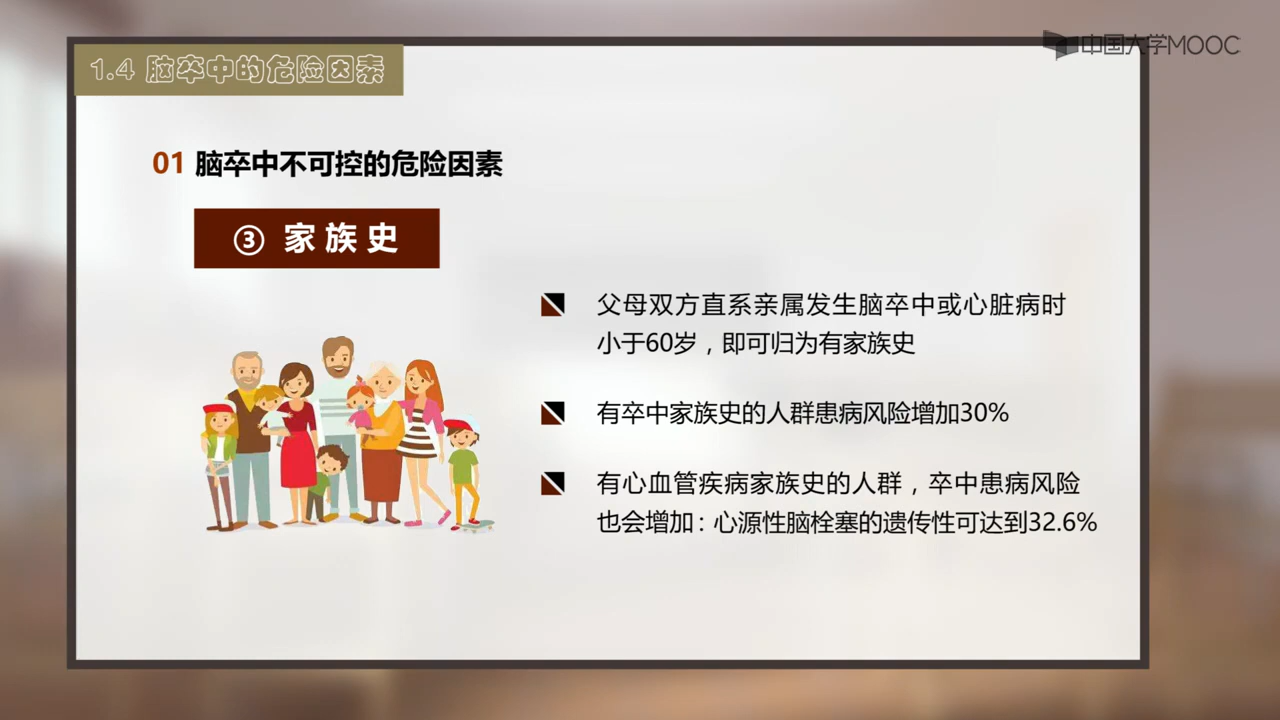 中国大学MOOC
1.4 脑卒中的危险因素
01 脑卒中不可控的危险因素
③ 家族史
父母双方直系亲属发生脑卒中或心脏病时
小于60岁，即可归为有家族史
有卒中家族史的人群患病风险增加30%
有心血管疾病家族史的人群，卒中患病风险
也会增加：心源性脑栓塞的遗传性可达到32.6%